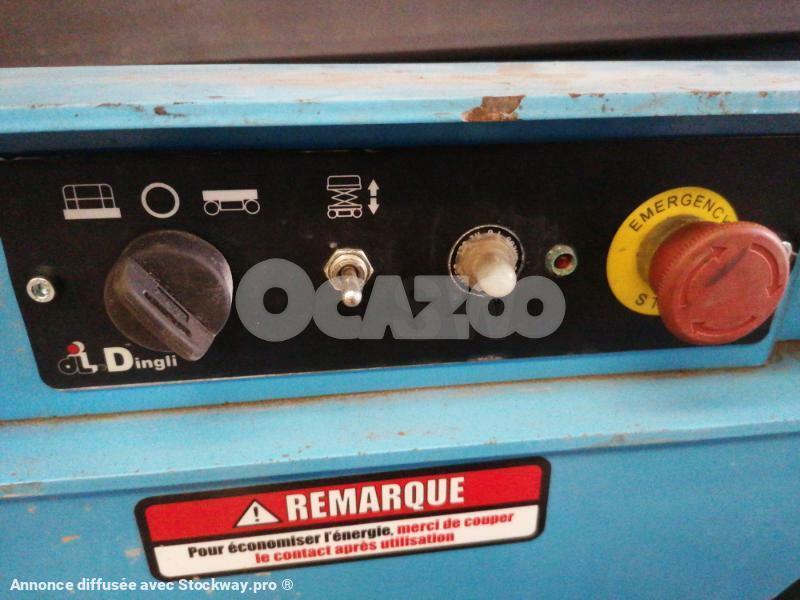 EMERGENCY
OCAZOO
ST
Dingli
REMARQUE
Pour économiser l'énergie, merci de couper
le contact après utilisation
Annonce diffusée avec Stockway.pro ®